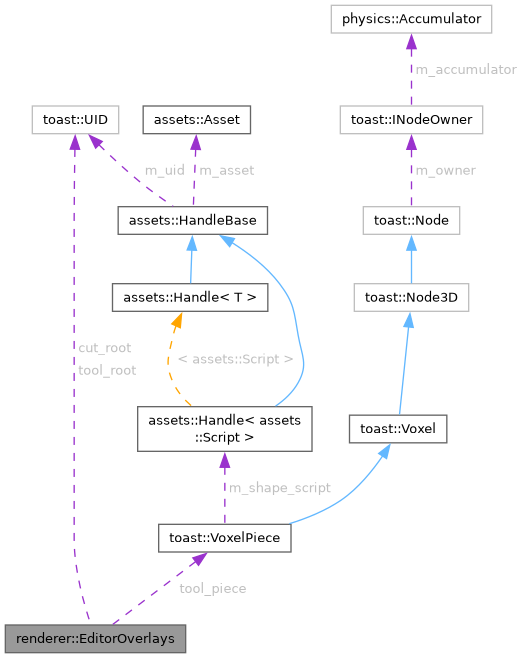 physics::Accumulator
m_accumulator
toast::UID
assets::Asset
toast::INodeOwner
m_uid
m_asset
m_owner
assets::HandleBase
toast::Node
assets::Handle< T >
toast::Node3D
cut_root
tool_root
< assets::Script >
assets::Handle< assets
::Script >
toast::Voxel
m_shape_script
toast::VoxelPiece
tool_piece
renderer::EditorOverlays